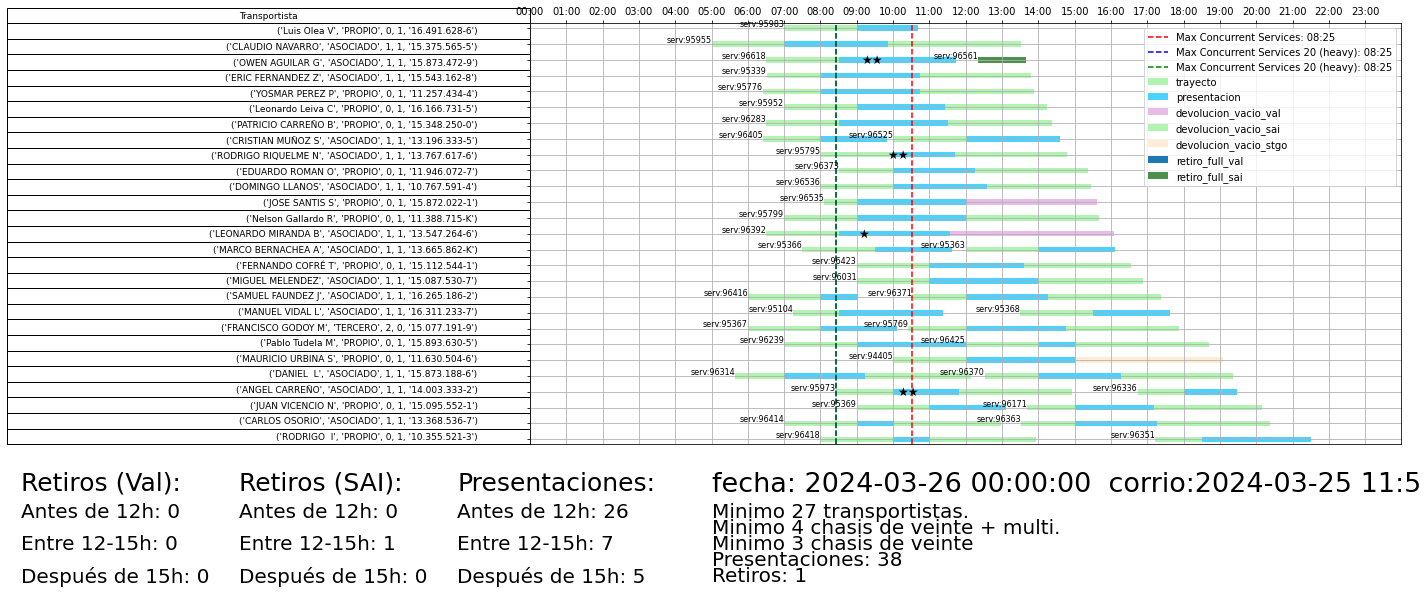 Transportista
00:00 01:00 02:00 03:00 04:00 05:00 06:00 07:00 08:00 09:00 10:00 11:00 12:00 13:00 14:00 15:00 16:00 17:00 18:00 19:00 20:00 21:00 22:00 23:00
('Luis Olea V', 'PROPIO', 0, 1, '16.491.628-6') serv:95983
('CLAUDIO NAVARRO', 'ASOCIADO', 1, 1, '15.375.565-5') serv:95955
('OWEN AGUILAR G', 'ASOCIADO', 1, 1, '15.873.472-9') serv:96618 serv:96561
('ERIC FERNANDEZ Z', 'ASOCIADO', 1, 1, '15.543.162-8') serv:95339
('YOSMAR PEREZ P', 'PROPIO', 0, 1, '11.257.434-4') serv:95776
('Leonardo Leiva C', 'PROPIO', 0, 1, '16.166.731-5') serv:95952
('PATRICIO CARREÑO B', 'PROPIO', 0, 1, '15.348.250-0') serv:96283
('CRISTIAN MUÑOZ S', 'PROPIO', 0, 1, '13.196.333-5') serv:96405 serv:96525
('RODRIGO RIQUELME N', 'PROPIO', 0, 1, '13.767.617-6') serv:95795
('EDUARDO ROMAN O', 'PROPIO', 0, 1, '11.946.072-7') serv:96373
('DOMINGO LLANOS', 'ASOCIADO', 1, 1, '10.767.591-4') serv:96536
('JOSE SANTIS S', 'PROPIO', 0, 1, '15.872.022-1') serv:96535
('Nelson Gallardo R', 'PROPIO', 0, 1, '11.388.715-K') serv:95799
('LEONARDO MIRANDA B', 'PROPIO', 0, 1, '13.547.264-6') serv:96392
('MARCO BERNACHEA A', 'ASOCIADO', 1, 1, '13.665.862-K') serv:95366 serv:95363
('FERNANDO COFRÉ T', 'PROPIO', 0, 1, '15.112.544-1') serv:96423
('MIGUEL MELENDEZ', 'ASOCIADO', 1, 1, '15.087.530-7') serv:96031
('SAMUEL FAUNDEZ J', 'ASOCIADO', 1, 1, '16.265.186-2') serv:96416 serv:96371
('MANUEL VIDAL L', 'ASOCIADO', 1, 1, '16.311.233-7') serv:95104 serv:95368
('FRANCISCO GODOY M', 'TERCERO', 2, 0, '15.077.191-9') serv:95367 serv:95769
('Pablo Tudela M', 'PROPIO', 0, 1, '15.893.630-5') serv:96239 serv:96425
('MAURICIO URBINA S', 'PROPIO', 0, 1, '11.630.504-6') serv:94405
('DANIEL  L', 'ASOCIADO', 1, 1, '15.873.188-6') serv:96314 serv:96370
('ANGEL CARREÑO', 'ASOCIADO', 1, 1, '14.003.333-2') serv:95973 serv:96336
('JUAN VICENCIO N', 'PROPIO', 0, 1, '15.095.552-1') serv:95369 serv:96171
('CARLOS OSORIO', 'ASOCIADO', 1, 1, '13.368.536-7') serv:96414 serv:96363
('RODRIGO  I', 'PROPIO', 0, 1, '10.355.521-3') serv:96418 serv:96351
Max Concurrent Services: 08:25
Max Concurrent Services 20 (heavy): 08:25
Max Concurrent Services 20 (heavy): 08:25
trayecto
presentacion
devolucion_vacio_val
devolucion_vacio_sai
devolucion_vacio_stgo
retiro_full_val
retiro_full_sai
Retiros (Val):
Antes de 12h: 0
Entre 12-15h: 0
Después de 15h: 0
Retiros (SAI):
Antes de 12h: 0
Entre 12-15h: 1
Después de 15h: 0
Presentaciones:
Antes de 12h: 26
Entre 12-15h: 7
Después de 15h: 5
fecha: 2024-03-26 00:00:00  corrio:2024-03-25 11:5
Minimo 27 transportistas.
Minimo 4 chasis de veinte + multi.
Minimo 3 chasis de veinte
Presentaciones: 38
Retiros: 1